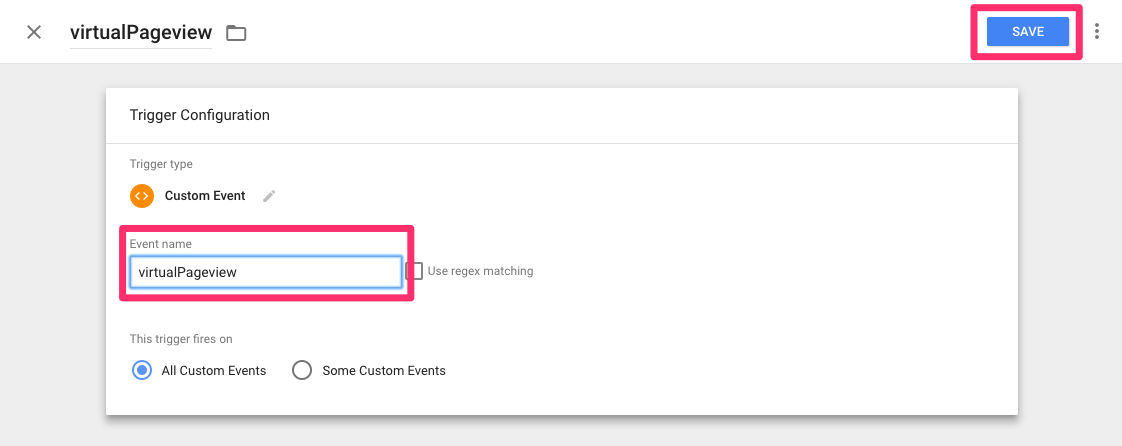 virtualPageview
SAVE
Trigger Configuration
Trigger type
Custom Event
Event name
virtualPageview
Use regex matching
This trigger fires on
All Custom Events
Some Custom Events